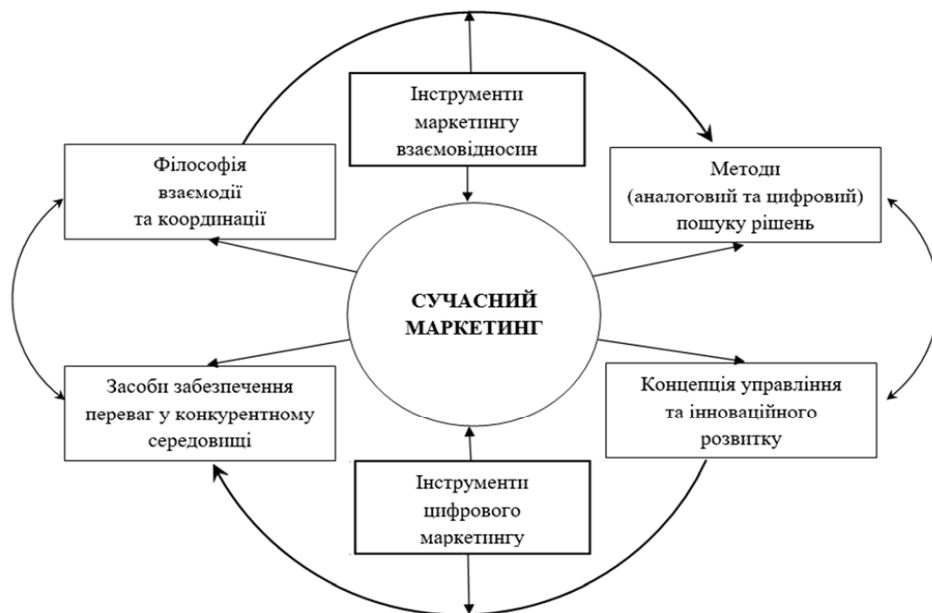 Інструменти
маркетингу
взаємовідносин
Філософія
взаємодії
та координації
Методи
(аналоговий та цифровий)
пошуку рішень
СУЧАСНИЙ
МАРКЕТИНГ
Засоби забезпечення
переваг у конкурентному
середовищі
Концепція управління
та інноваційного
розвитку
Інструменти
цифрового
маркетингу